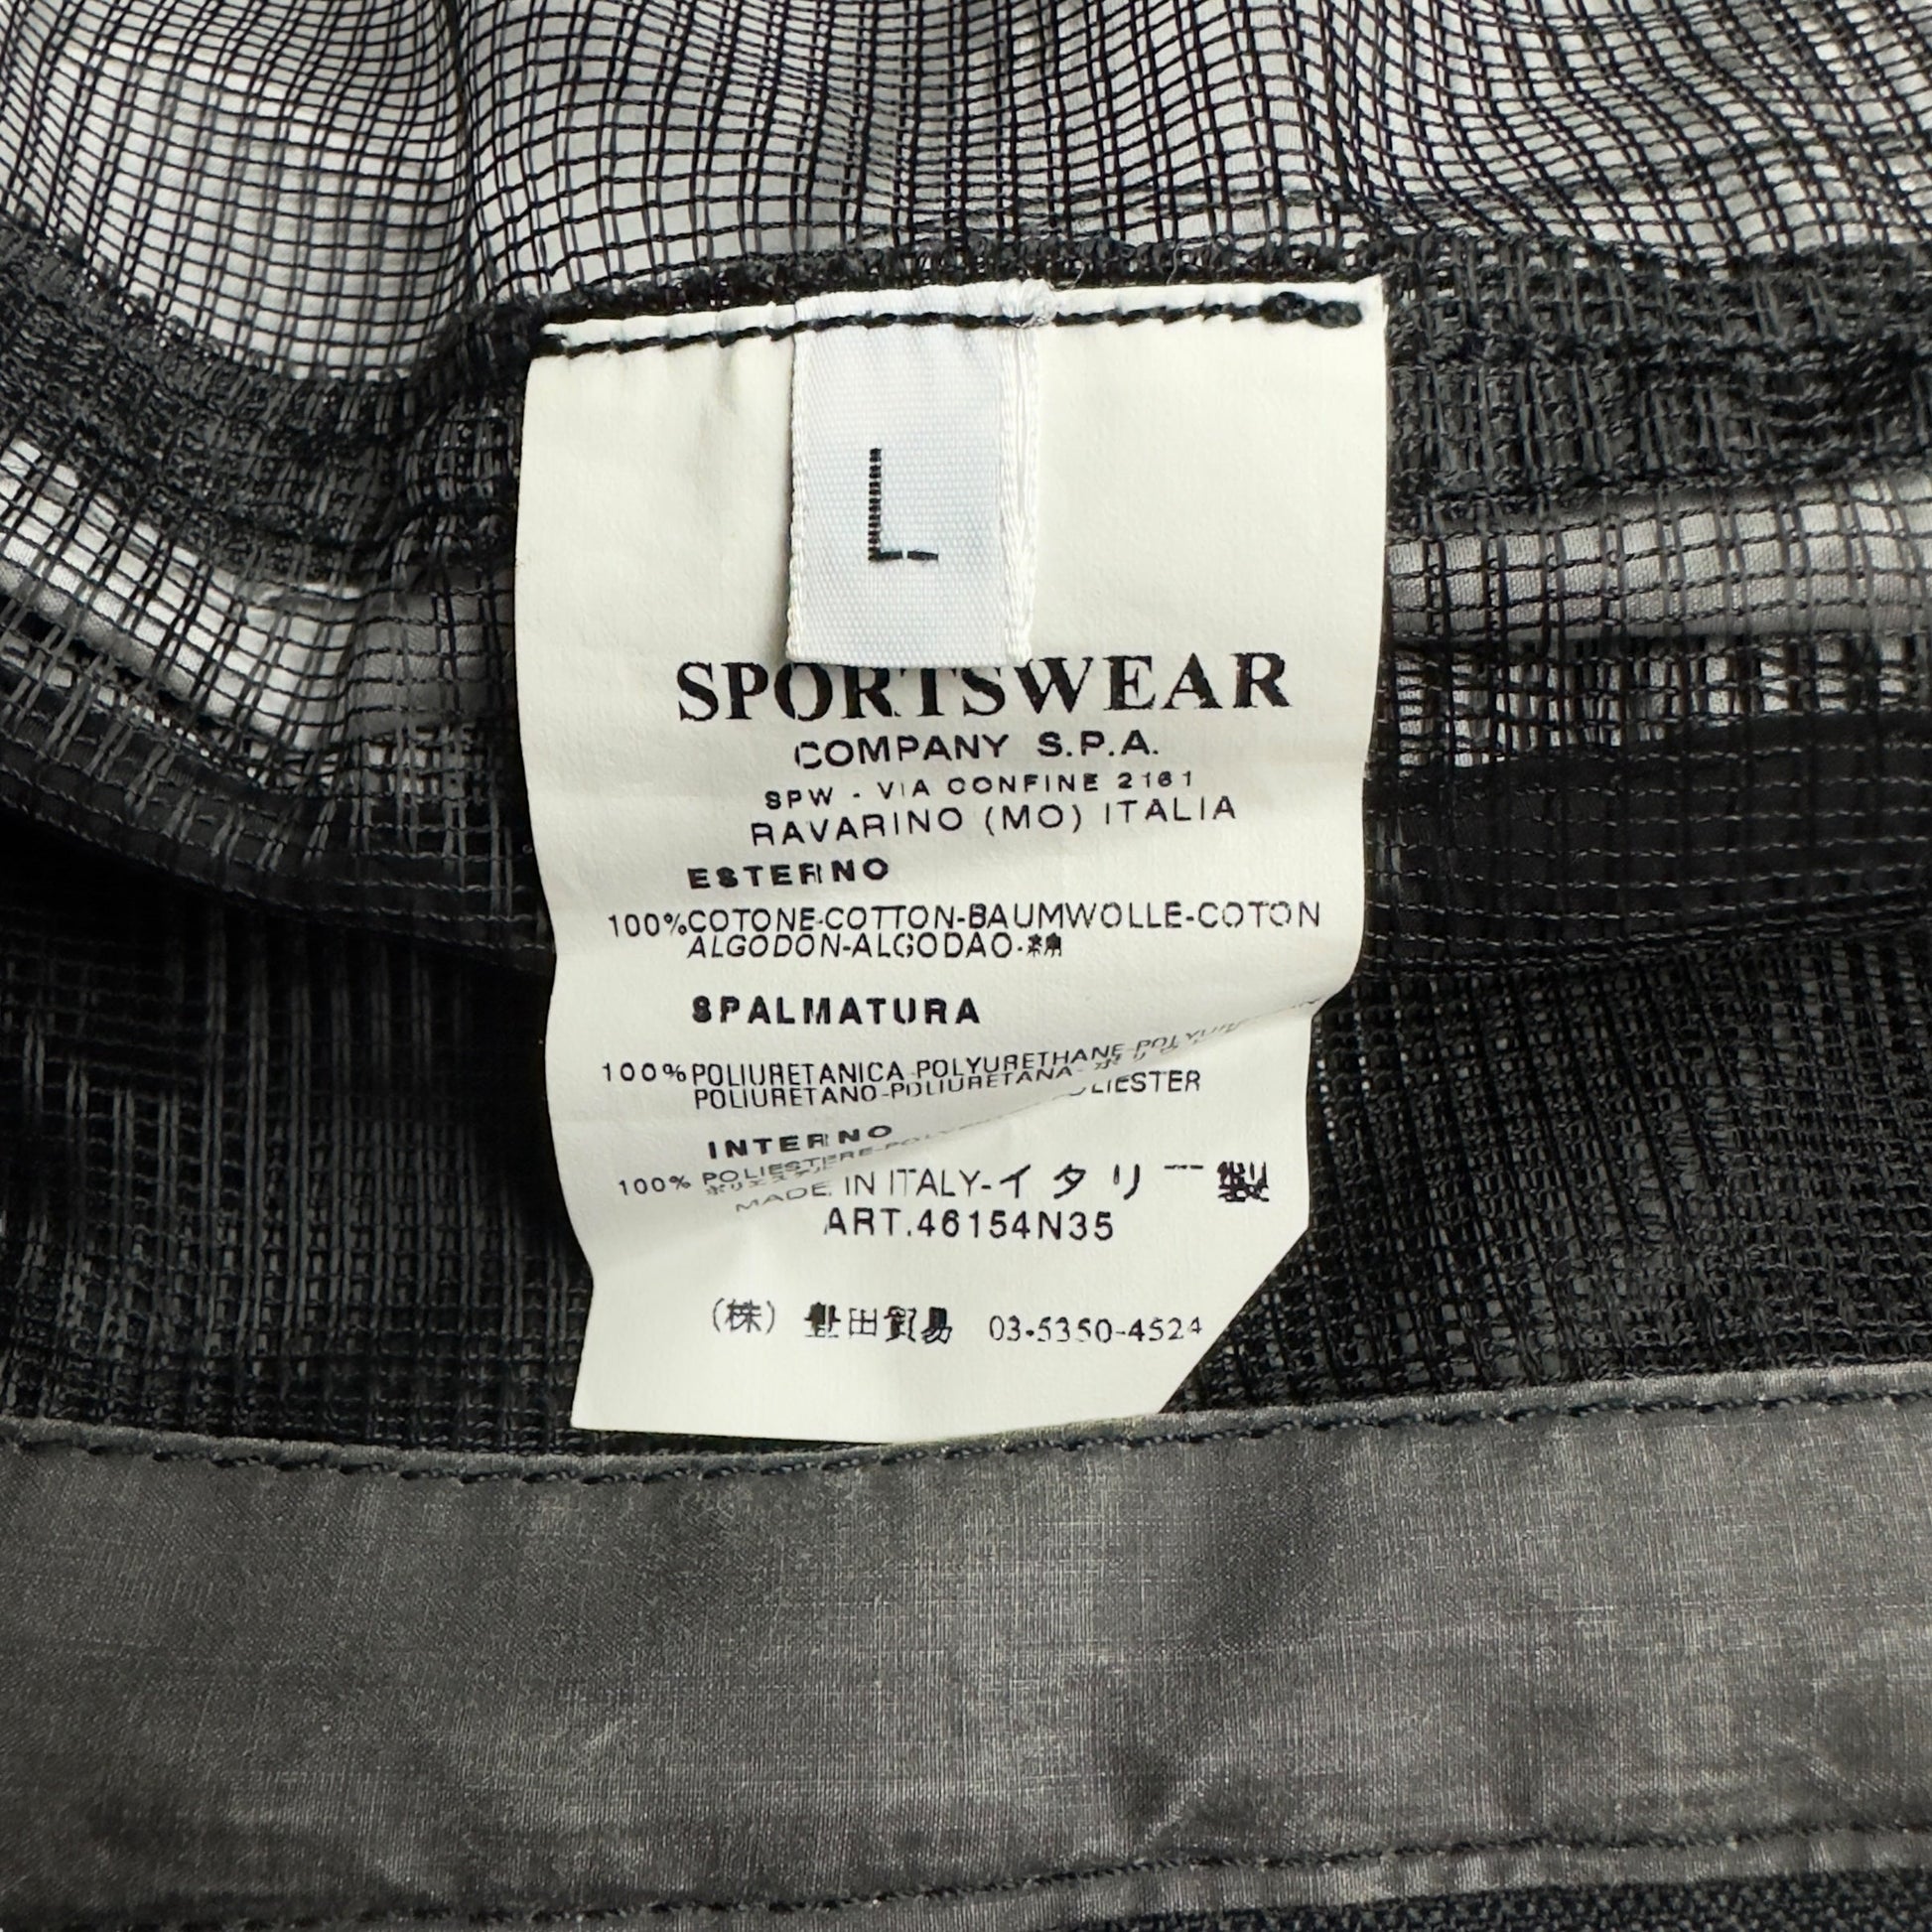 L
SPORTSWEAR
COMPANY S.P.A.
SPW - VIA CONFINE 2161
RAVARINO (MO) ITALIA
ESTERNO
100%COTONE-COTTON-BAUMWOLLE-COTON
ALGODON-ALGODAO-綿
SPALMATURA
100%POLIURETANICA-POLYURETHANE-
POLIURETANO-POLIURETANA-
INTERNO
100% POLIESTERE-
MADE IN ITALY-イタリー製
ART.46154N35
(株) 豊田貿易 03-5350-4524